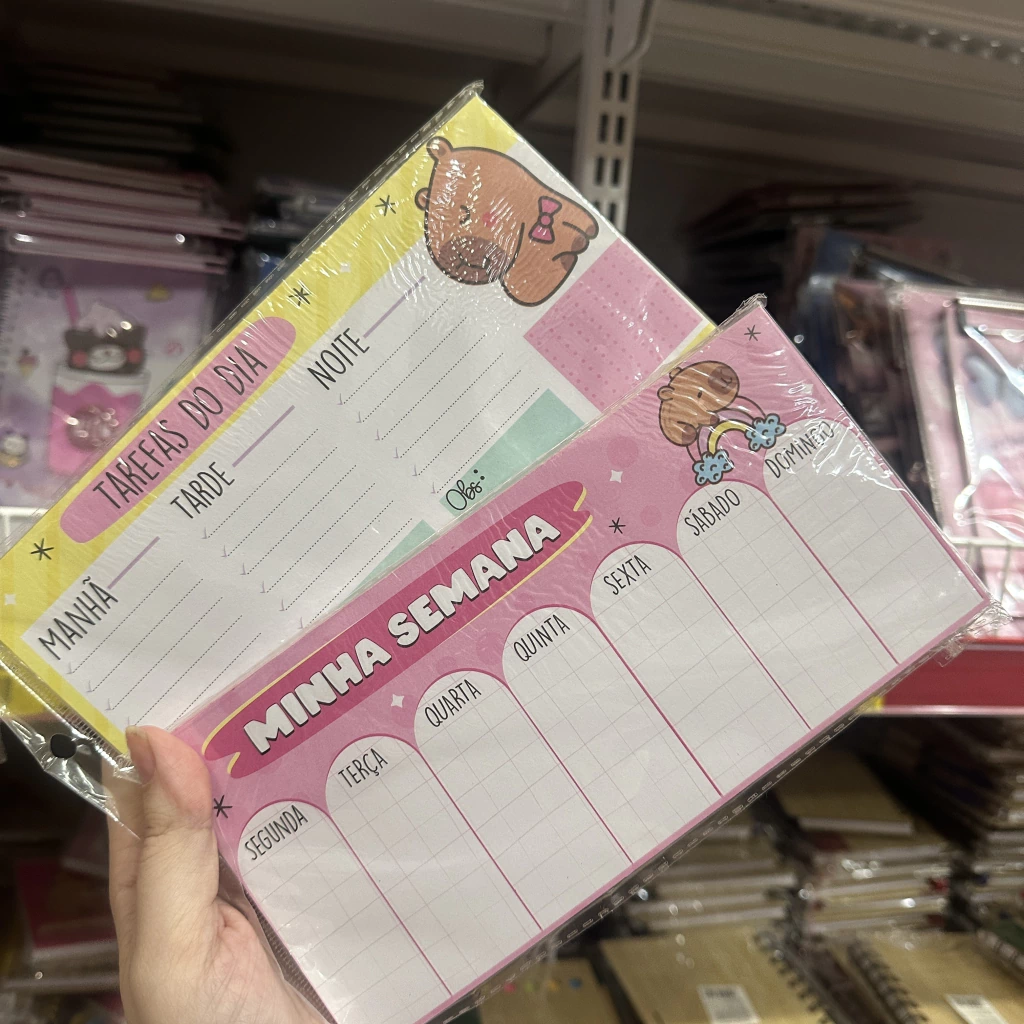 TAREFAS DO DIA
MANHÃ
TARDE
NOITE
Obs:
MINHA SEMANA
SEGUNDA
TERÇA
QUARTA
QUINTA
SEXTA
SÁBADO
DOMINGO